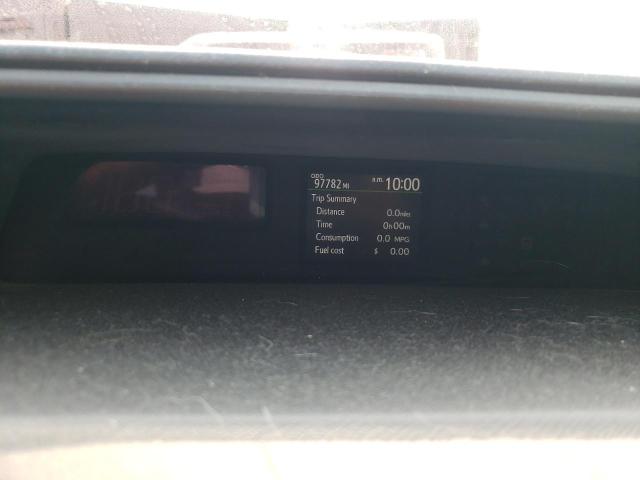 ODO
97782 MI a.m. 10:00
Trip Summary
Distance 0.0 miles
Time 0h00m
Consumption 0.0 MPG
Fuel cost $ 0.00